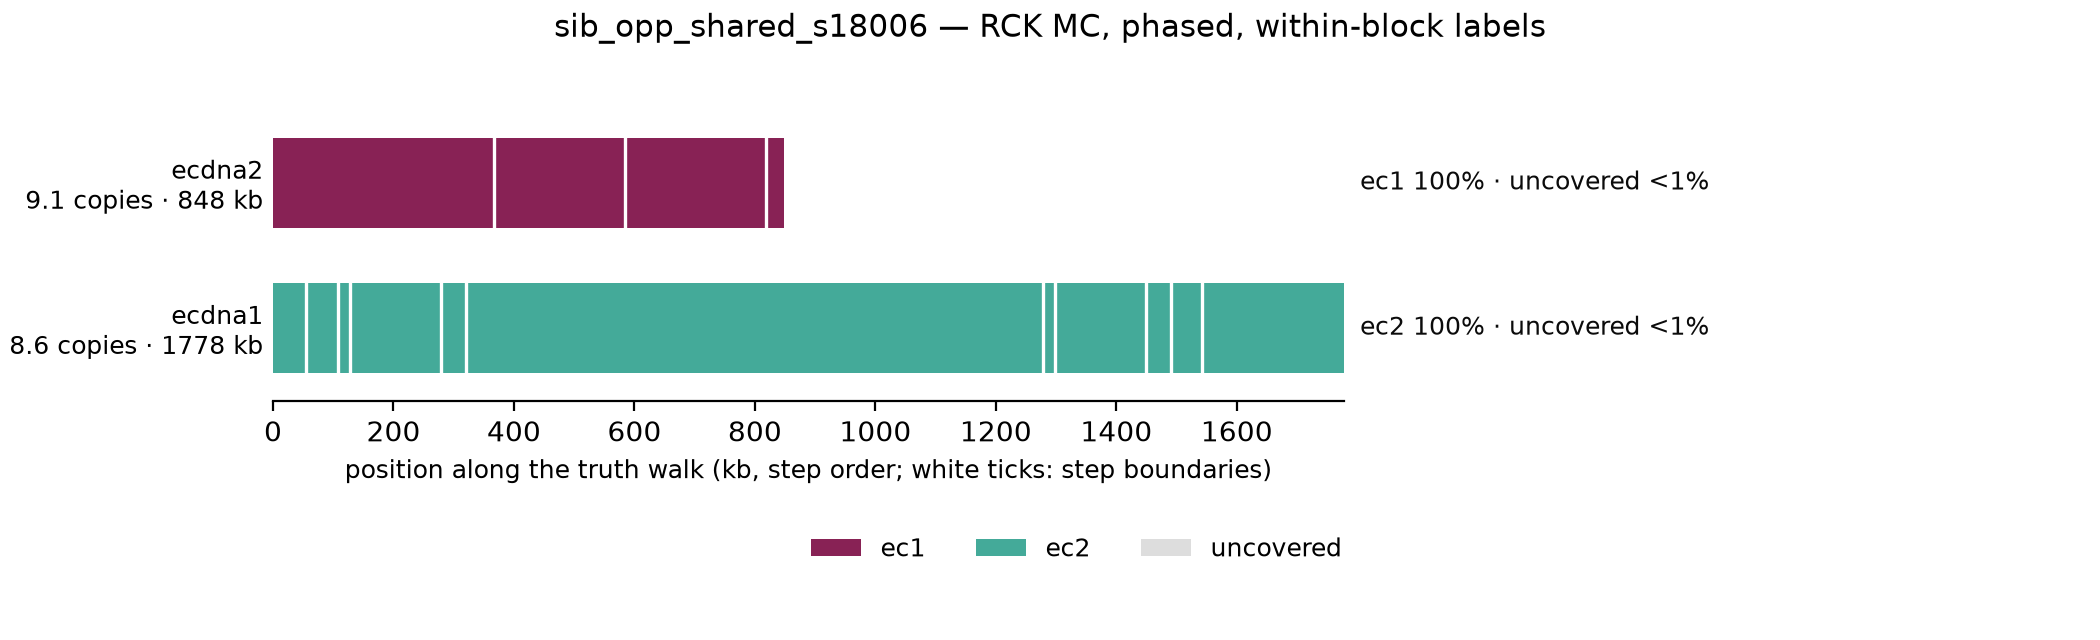 sib_opp_shared_s18006 — RCK MC, phased, within-block labels
ecdna2
9.1 copies · 848 kb
ec1 100% · uncovered <1%
ecdna1
8.6 copies · 1778 kb
ec2 100% · uncovered <1%
0 200 400 600 800 1000 1200 1400 1600
position along the truth walk (kb, step order; white ticks: step boundaries)
ec1 ec2 uncovered